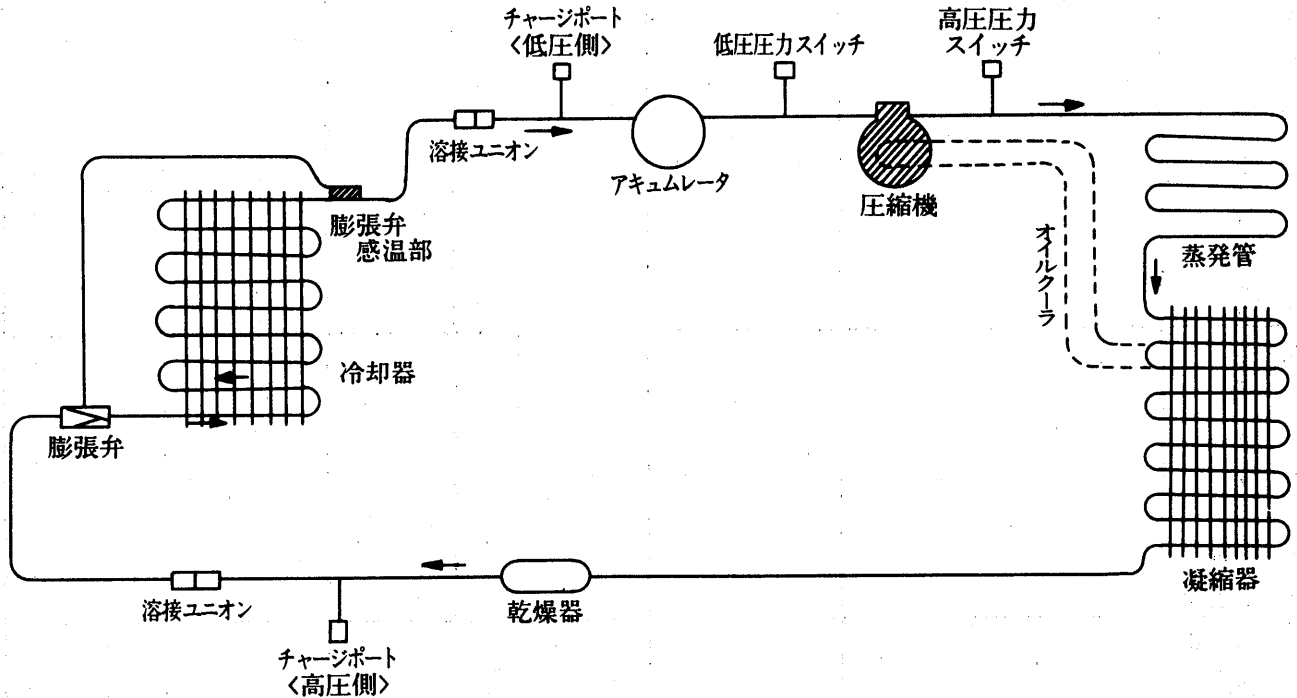 チャージポート
<低圧側>
低圧圧力スイッチ
高圧圧力
スイッチ
溶接ユニオン
アキュムレータ
圧縮機
膨張弁
感温部
オイルクーラ
蒸発管
冷却器
膨張弁
溶接ユニオン
チャージポート
<高圧側>
乾燥器
凝縮器